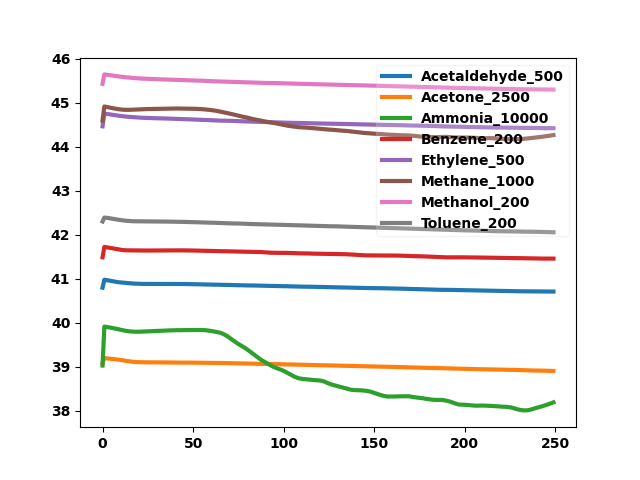 46
45
44
43
42
41
40
39
38
0
50
100
150
200
250
Acetaldehyde_500
Acetone_2500
Ammonia_10000
Benzene_200
Ethylene_500
Methane_1000
Methanol_200
Toluene_200